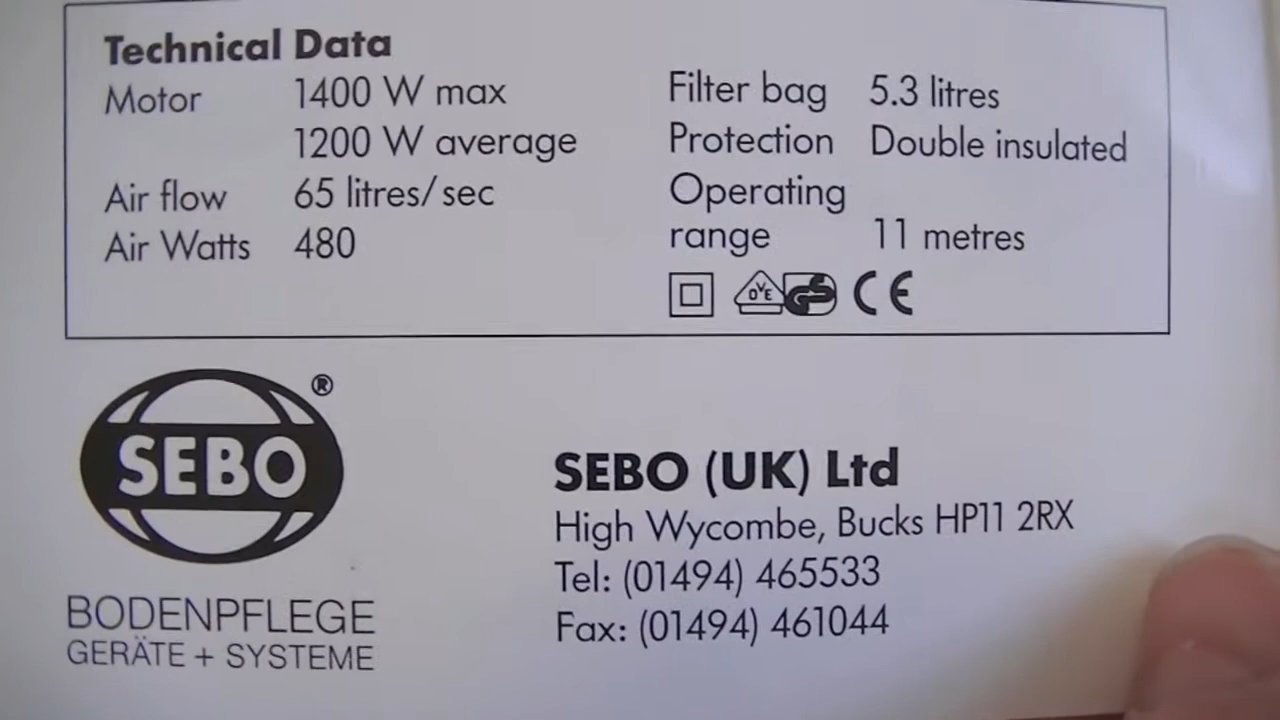 Technical Data
Motor 1400 W max
1200 W average
Air flow 65 litres/sec
Air Watts 480
Filter bag 5.3 litres
Protection Double insulated
Operating
range 11 metres
DVE GS CE
SEBO ®
BODENPFLEGE
GERÄTE + SYSTEME
SEBO (UK) Ltd
High Wycombe, Bucks HP11 2RX
Tel: (01494) 465533
Fax: (01494) 461044